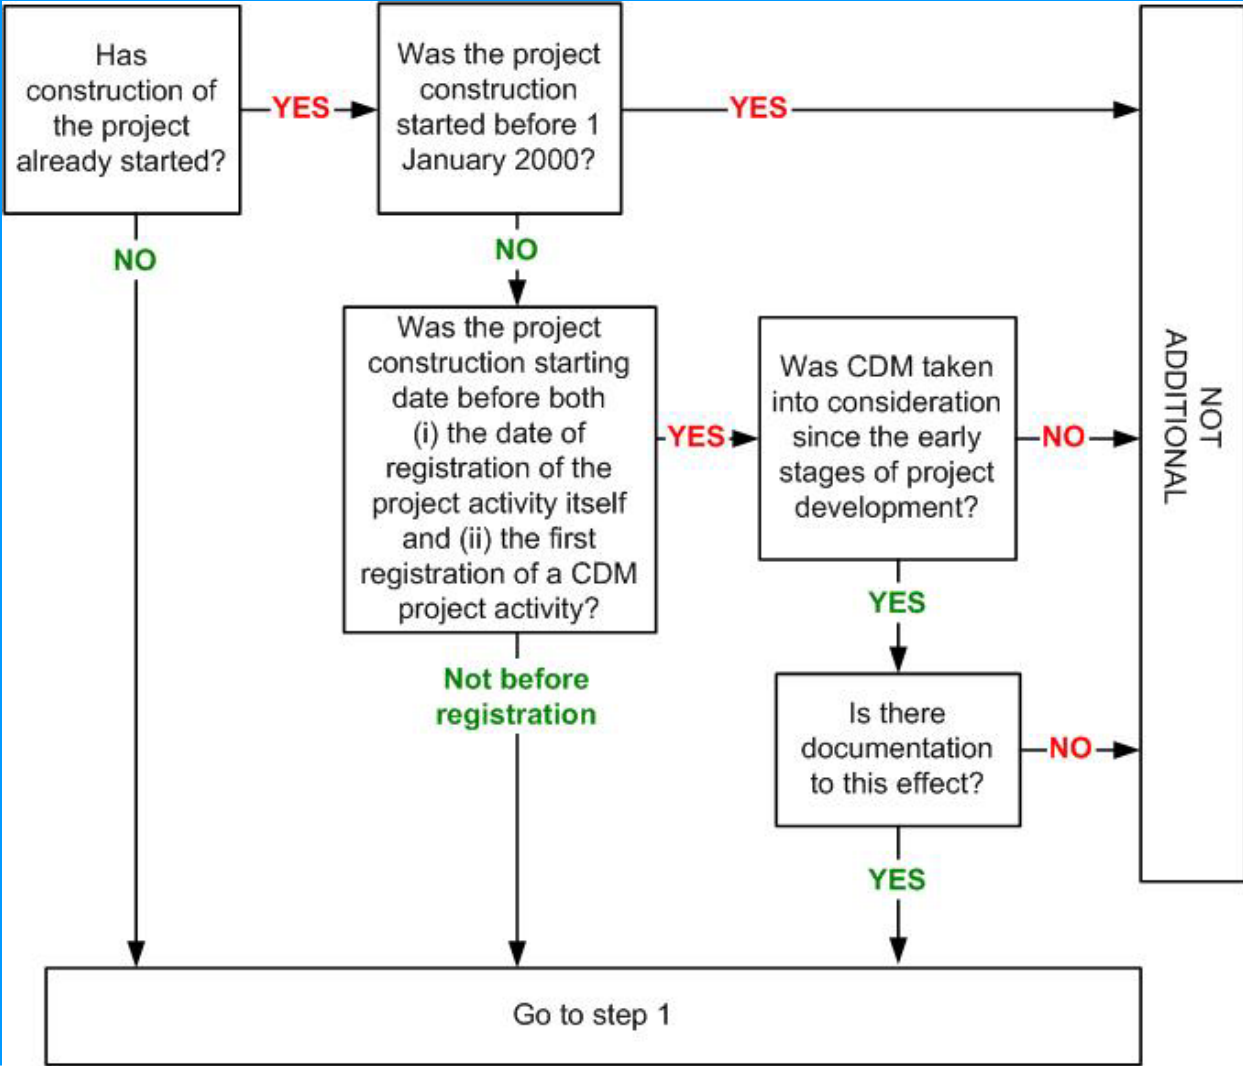 Has
construction of
the project
already started?
YES
Was the project
construction
started before 1
January 2000?
YES
NO
NO
Was the project
construction starting
date before both
(i) the date of
registration of the
project activity itself
and (ii) the first
registration of a CDM
project activity?
YES
Was CDM taken
into consideration
since the early
stages of project
development?
NO
NOT
ADDITIONAL
YES
Not before
registration
Is there
documentation
to this effect?
NO
YES
Go to step 1